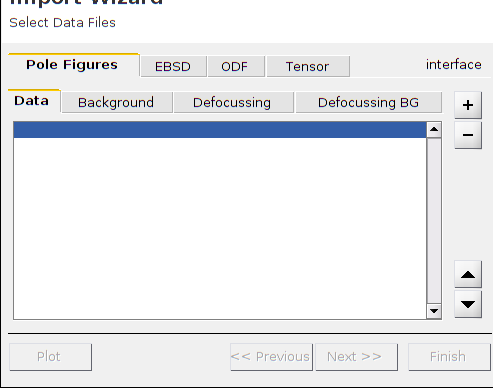 Import Wizard
Select Data Files
Pole Figures EBSD ODF Tensor interface
Data Background Defocussing Defocussing BG +
−
Plot << Previous Next >> Finish